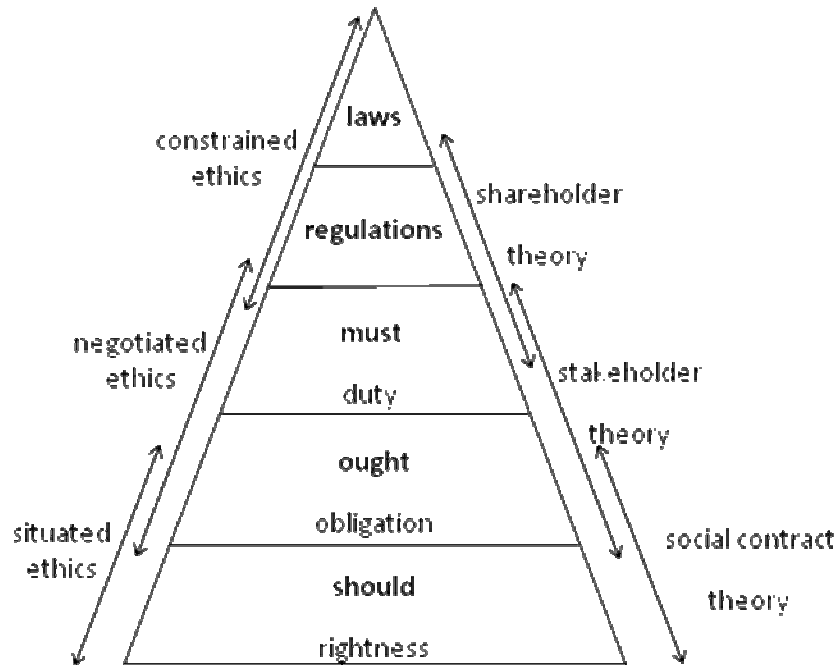 laws
constrained
ethics
shareholder
theory
regulations
negotiated
ethics
must
duty
stakeholder
theory
ought
obligation
situated
ethics
social contract
theory
should
rightness